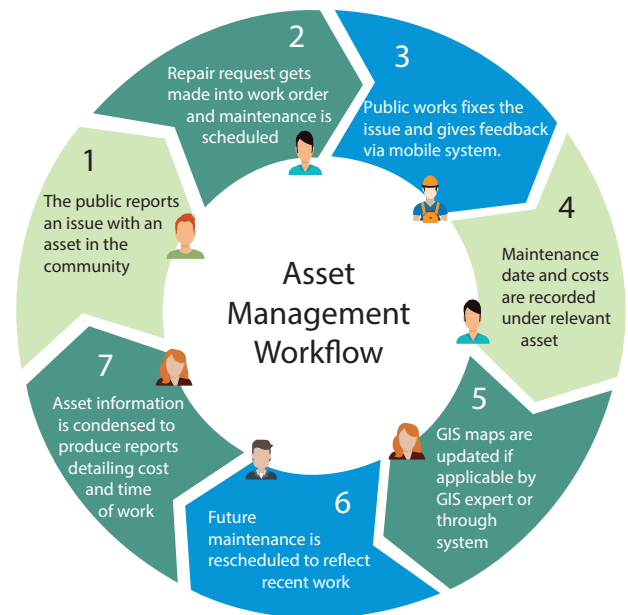 Asset
Management
Workflow
1
The public reports
an issue with an
asset in the
community
2
Repair request gets
made into work order
and maintenance is
scheduled
3
Public works fixes the
issue and gives feedback
via mobile system.
4
Maintenance
date and costs
are recorded
under relevant
asset
5
GIS maps are
updated if
applicable by
GIS expert or
through
system
6
Future
maintenance is
rescheduled to reflect
recent work
7
Asset information
is condensed to
produce reports
detailing cost
and time
of work